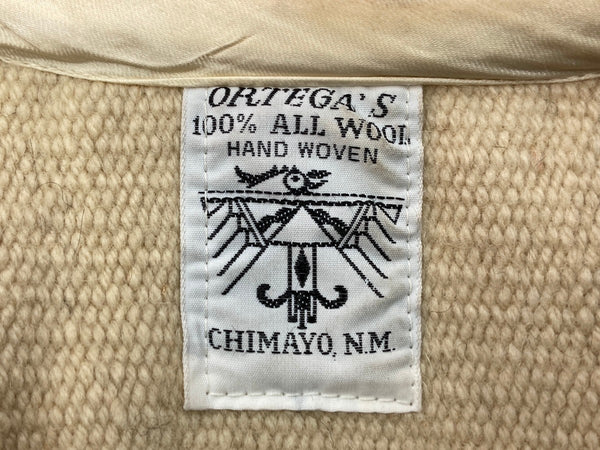 ORTEGA'S
100% ALL WOOL
HAND WOVEN
CHIMAYO, N.M.